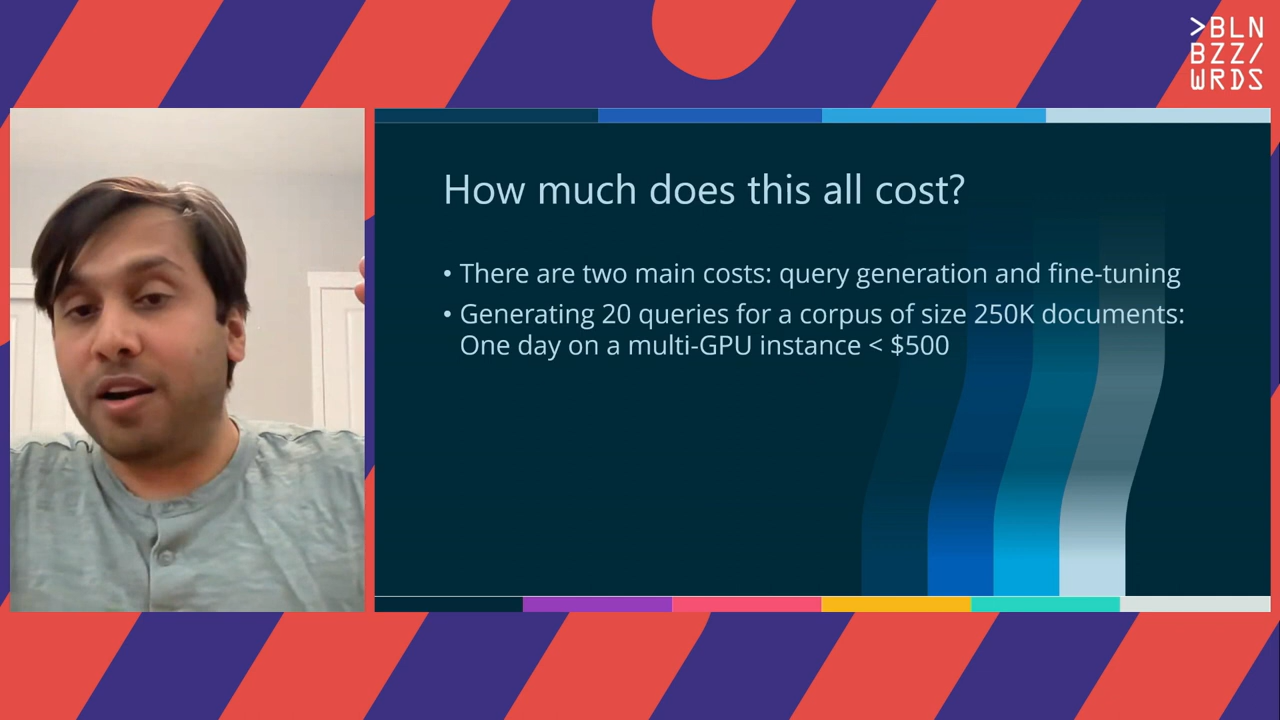 >BLN
BZZ/
WRDS
How much does this all cost?
• There are two main costs: query generation and fine-tuning
• Generating 20 queries for a corpus of size 250K documents:
One day on a multi-GPU instance < $500